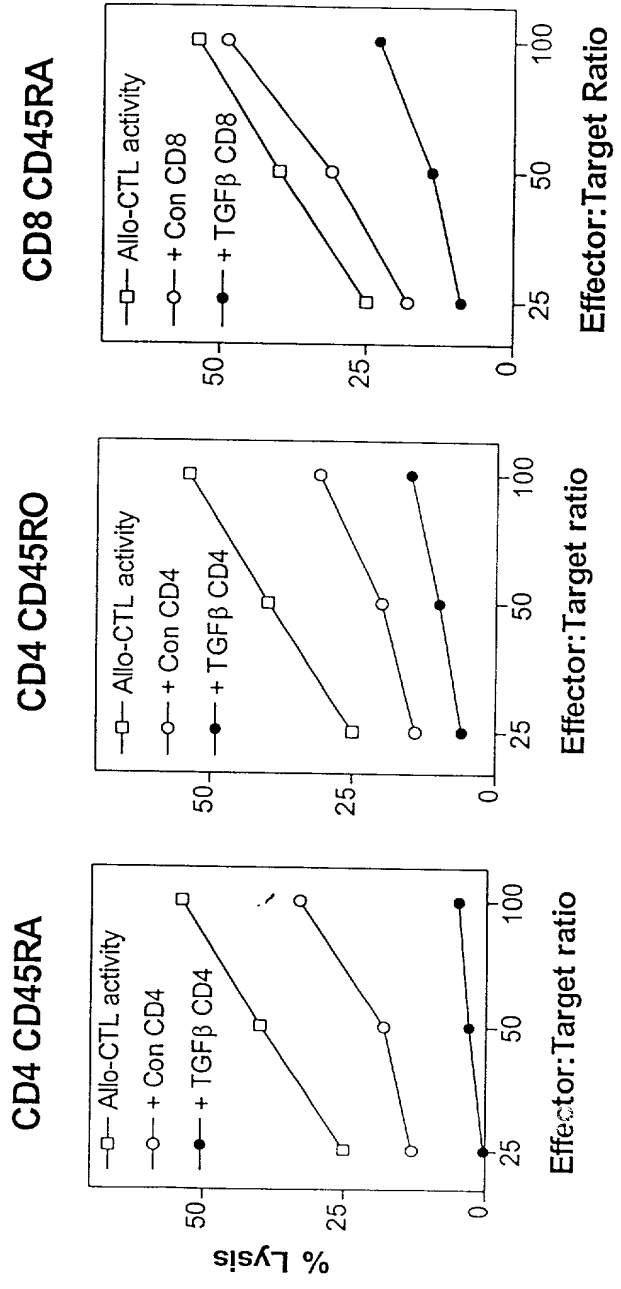 CD4 CD45RA
Allo-CTL activity
+ Con CD4
+ TGFβ CD4
% Lysis
50
25
0
25
50
100
Effector:Target ratio
CD4 CD45RO
Allo-CTL activity
+ Con CD4
+ TGFβ CD4
50
25
0
25
50
100
Effector:Target ratio
CD8 CD45RA
Allo-CTL activity
+ Con CD8
+ TGFβ CD8
50
25
0
25
50
100
Effector:Target Ratio